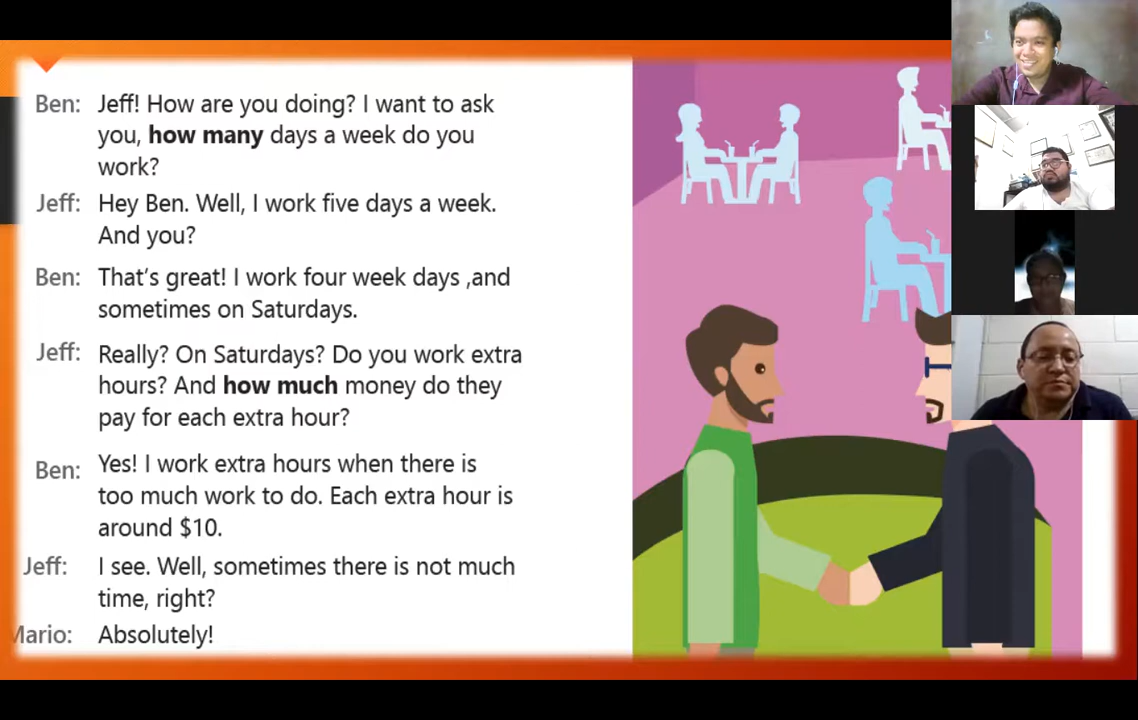 Ben: Jeff! How are you doing? I want to ask
you, how many days a week do you
work?
Jeff: Hey Ben. Well, I work five days a week.
And you?
Ben: That's great! I work four week days ,and
sometimes on Saturdays.
Jeff: Really? On Saturdays? Do you work extra
hours? And how much money do they
pay for each extra hour?
Ben: Yes! I work extra hours when there is
too much work to do. Each extra hour is
around $10.
Jeff: I see. Well, sometimes there is not much
time, right?
Mario: Absolutely!